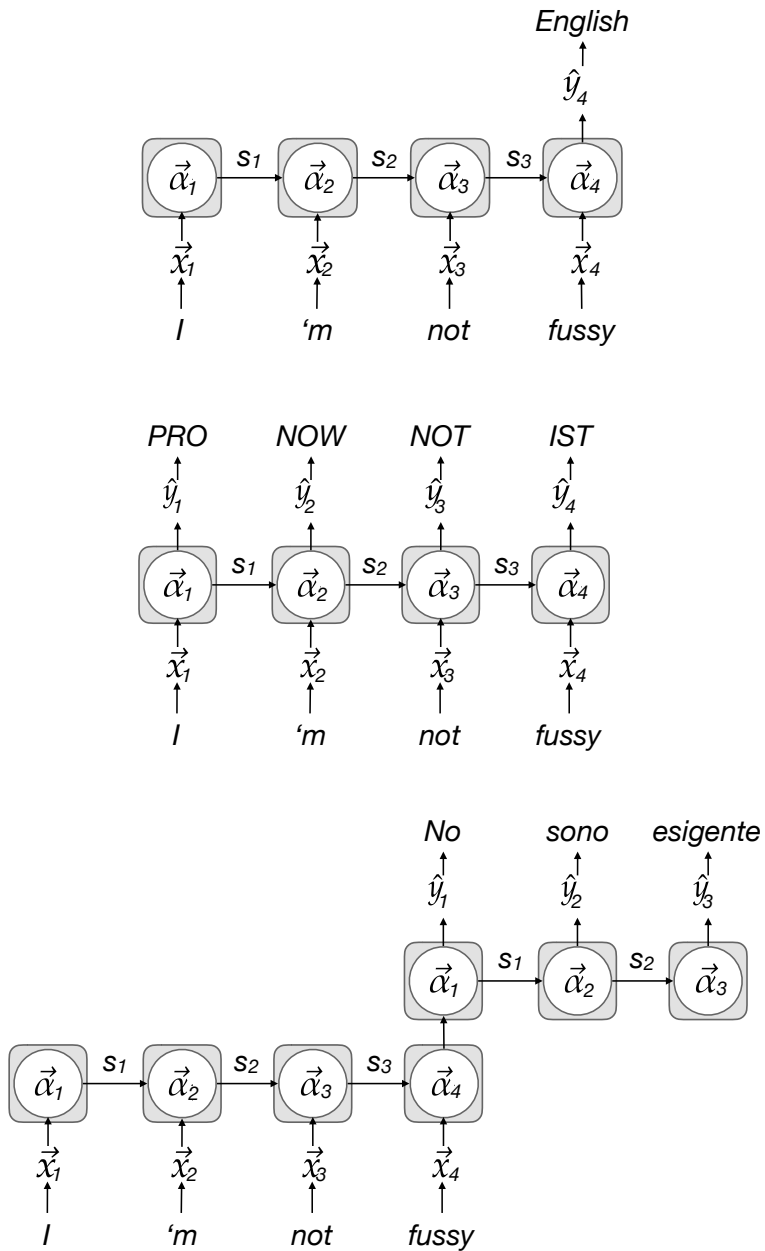 English
ŷ4
s1 s2 s3
α⃗1 α⃗2 α⃗3 α⃗4
x⃗1 x⃗2 x⃗3 x⃗4
I ‘m not fussy
PRO NOW NOT IST
ŷ1 ŷ2 ŷ3 ŷ4
s1 s2 s3
α⃗1 α⃗2 α⃗3 α⃗4
x⃗1 x⃗2 x⃗3 x⃗4
I ‘m not fussy
No sono esigente
ŷ1 ŷ2 ŷ3
s1 s2
α⃗1 α⃗2 α⃗3
s1 s2 s3
α⃗1 α⃗2 α⃗3 α⃗4
x⃗1 x⃗2 x⃗3 x⃗4
I ‘m not fussy